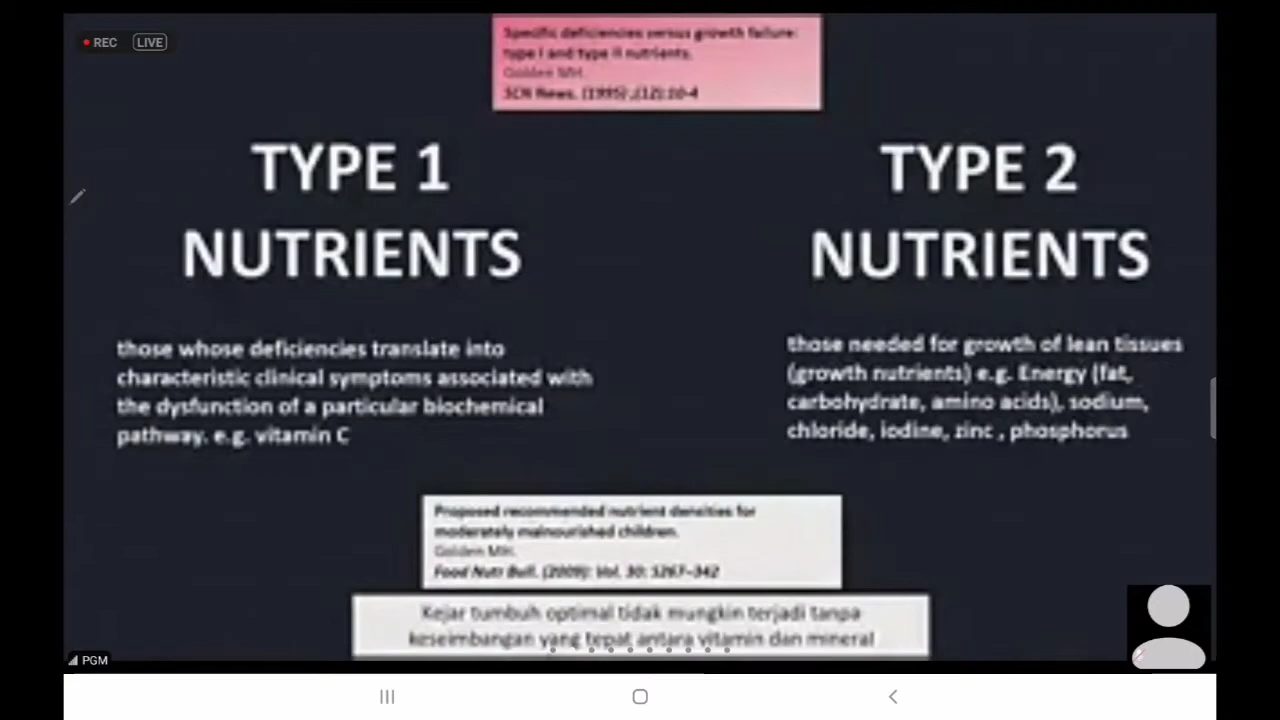 REC LIVE
Specific deficiencies versus growth failure:
type I and type II nutrients.
Golden MH.
SCN News. (1995) ,(12):10-4
TYPE 1
NUTRIENTS
those whose deficiencies translate into
characteristic clinical symptoms associated with
the dysfunction of a particular biochemical
pathway. e.g. vitamin C
TYPE 2
NUTRIENTS
those needed for growth of lean tissues
(growth nutrients) e.g. Energy (fat,
carbohydrate, amino acids), sodium,
chloride, iodine, zinc , phosphorus
Proposed recommended nutrient densities for
moderately malnourished children.
Golden MH.
Food Nutr Bull. (2009): Vol. 30: S267–342
Kejar tumbuh optimal tidak mungkin terjadi tanpa
keseimbangan yang tepat antara vitamin dan mineral
PGM